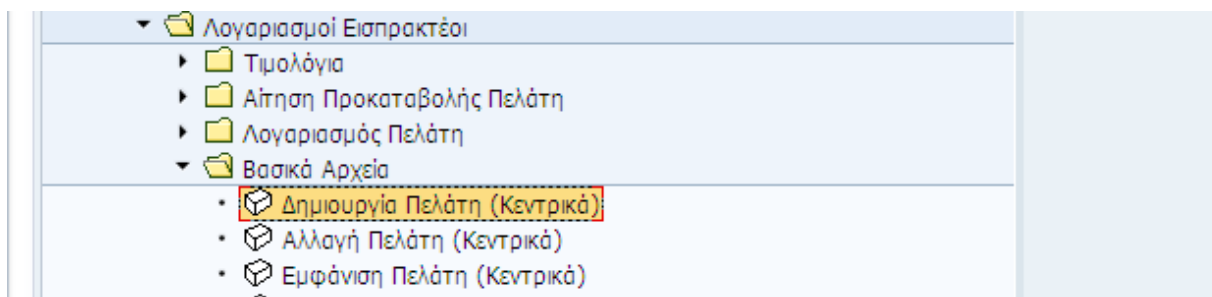 Λογαριασμοί Εισπρακτέοι
Τιμολόγια
Αίτηση Προκαταβολής Πελάτη
Λογαριασμός Πελάτη
Βασικά Αρχεία
Δημιουργία Πελάτη (Κεντρικά)
Αλλαγή Πελάτη (Κεντρικά)
Εμφάνιση Πελάτη (Κεντρικά)